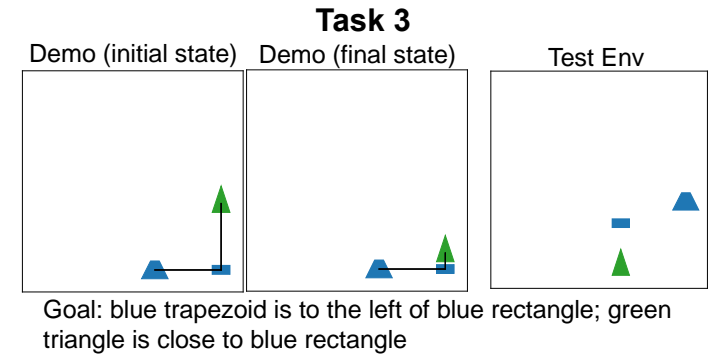 Task 3
Demo (initial state) Demo (final state) Test Env
Goal: blue trapezoid is to the left of blue rectangle; green
triangle is close to blue rectangle